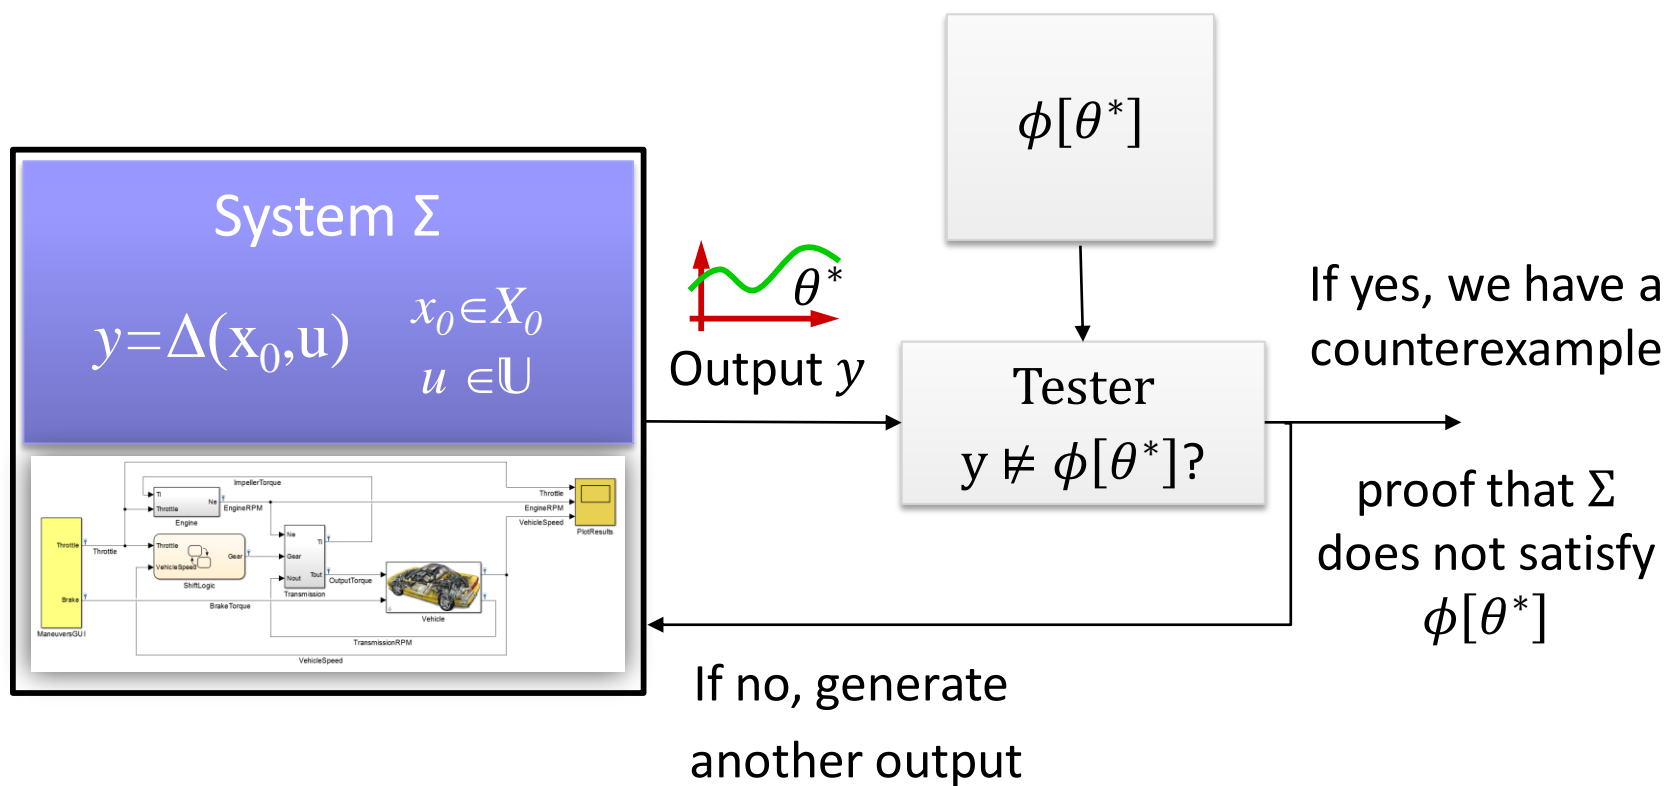 ϕ[θ*]
System Σ
y=Δ(x₀,u)
x₀∈X₀
u ∈𝕌
θ*
Output y
Tester
y ⊭ ϕ[θ*]?
If yes, we have a
counterexample
proof that Σ
does not satisfy
ϕ[θ*]
If no, generate
another output
ImpellerTorque
Ti
Throttle
Ne
Engine
EngineRPM
Throttle
EngineRPM
VehicleSpeed
PlotResults
Throttle
Throttle
Throttle
VehicleSpeed
Gear
ShiftLogic
Ne
Gear
Nout
Ti
Tout
Transmission
OutputTorque
Brake
BrakeTorque
Vehicle
ManeuversGUI
TransmissionRPM
VehicleSpeed